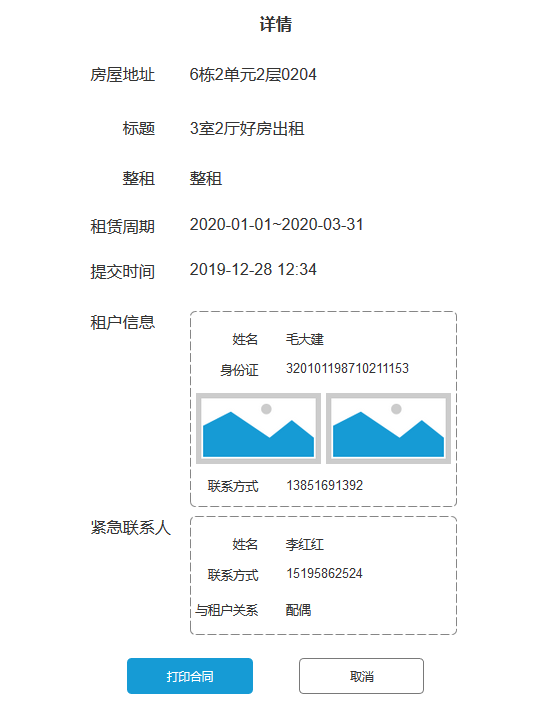 详情
房屋地址 6栋2单元2层0204
标题 3室2厅好房出租
整租 整租
租赁周期 2020-01-01~2020-03-31
提交时间 2019-12-28 12:34
租户信息
姓名 毛大建
身份证 320101198710211153
联系方式 13851691392
紧急联系人
姓名 李红红
联系方式 15195862524
与租户关系 配偶
打印合同 取消